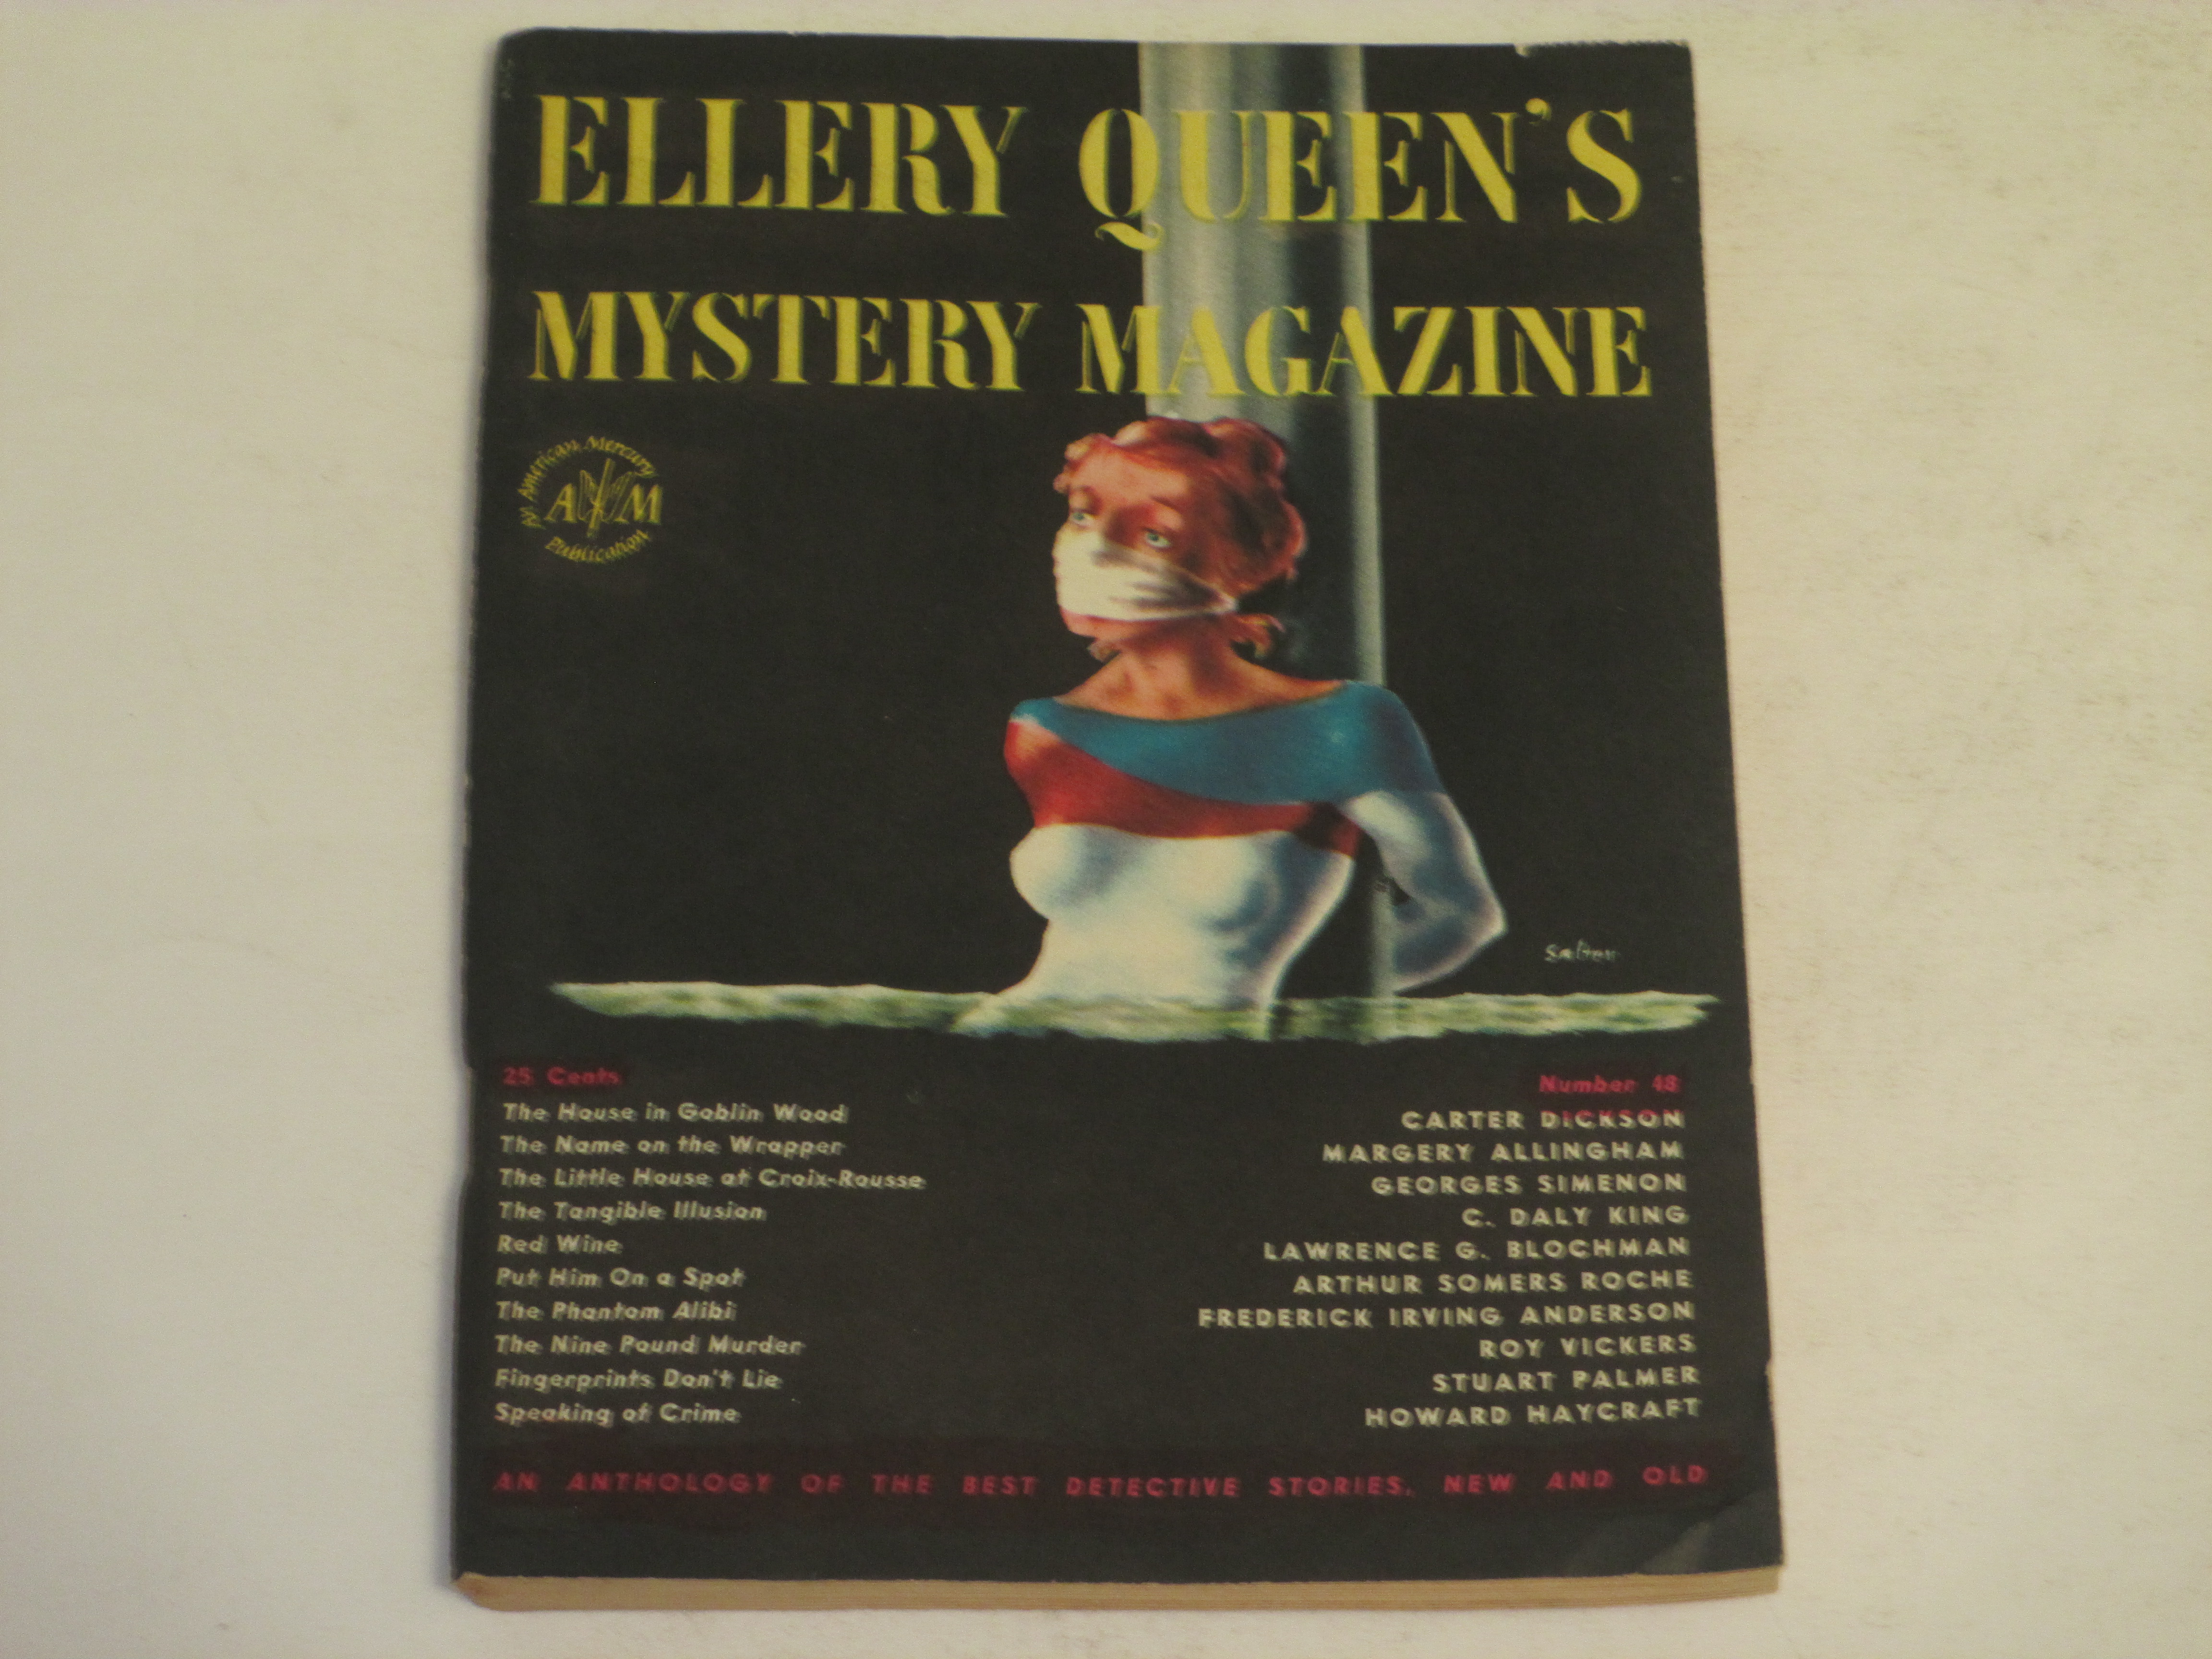 ELLERY QUEEN'S
MYSTERY MAGAZINE
An American Mercury
A M
Publication
Salter
25 Cents Number 48
The House in Goblin Wood CARTER DICKSON
The Name on the Wrapper MARGERY ALLINGHAM
The Little House at Croix-Rousse GEORGES SIMENON
The Tangible Illusion C. DALY KING
Red Wine LAWRENCE G. BLOCHMAN
Put Him On a Spot ARTHUR SOMERS ROCHE
The Phantom Alibi FREDERICK IRVING ANDERSON
The Nine Pound Murder ROY VICKERS
Fingerprints Don't Lie STUART PALMER
Speaking of Crime HOWARD HAYCRAFT
AN ANTHOLOGY OF THE BEST DETECTIVE STORIES, NEW AND OLD